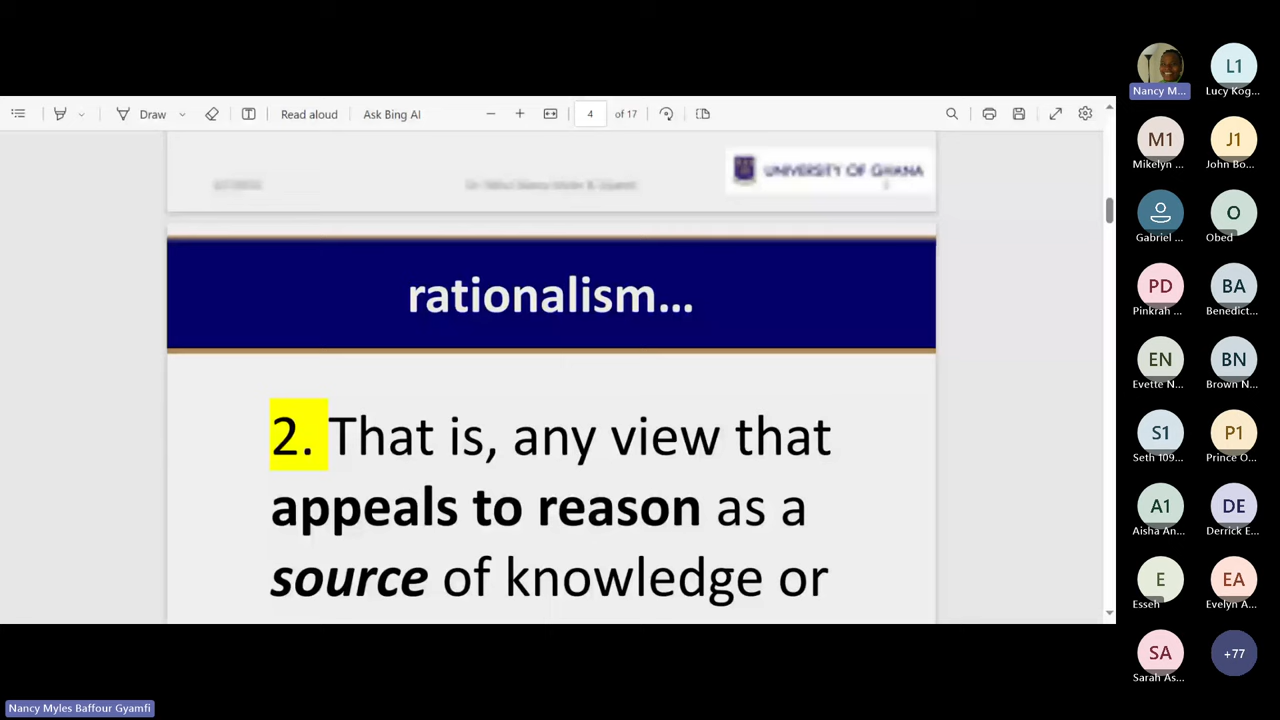 Draw
Read aloud
Ask Bing AI
4
of 17
UNIVERSITY OF GHANA
rationalism...
2. That is, any view that
appeals to reason as a
source of knowledge or
Nancy M...
L1
Lucy Kog...
M1
Mikelyn ...
J1
John Bo...
Gabriel ...
O
Obed
PD
Pinkrah ...
BA
Benedict...
EN
Evette N...
BN
Brown N...
S1
Seth 109...
P1
Prince O...
A1
Aisha An...
DE
Derrick E...
E
Esseh
EA
Evelyn A...
SA
Sarah As...
+77
Nancy Myles Baffour Gyamfi